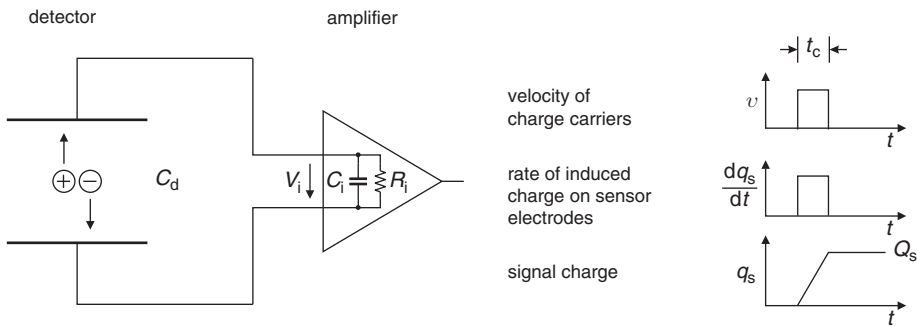 detector
amplifier
t_c
velocity of
charge carriers
υ
t
+ −
C_d
V_i
C_i
R_i
rate of induced
charge on sensor
electrodes
dq_s
dt
t
signal charge
q_s
Q_s
t